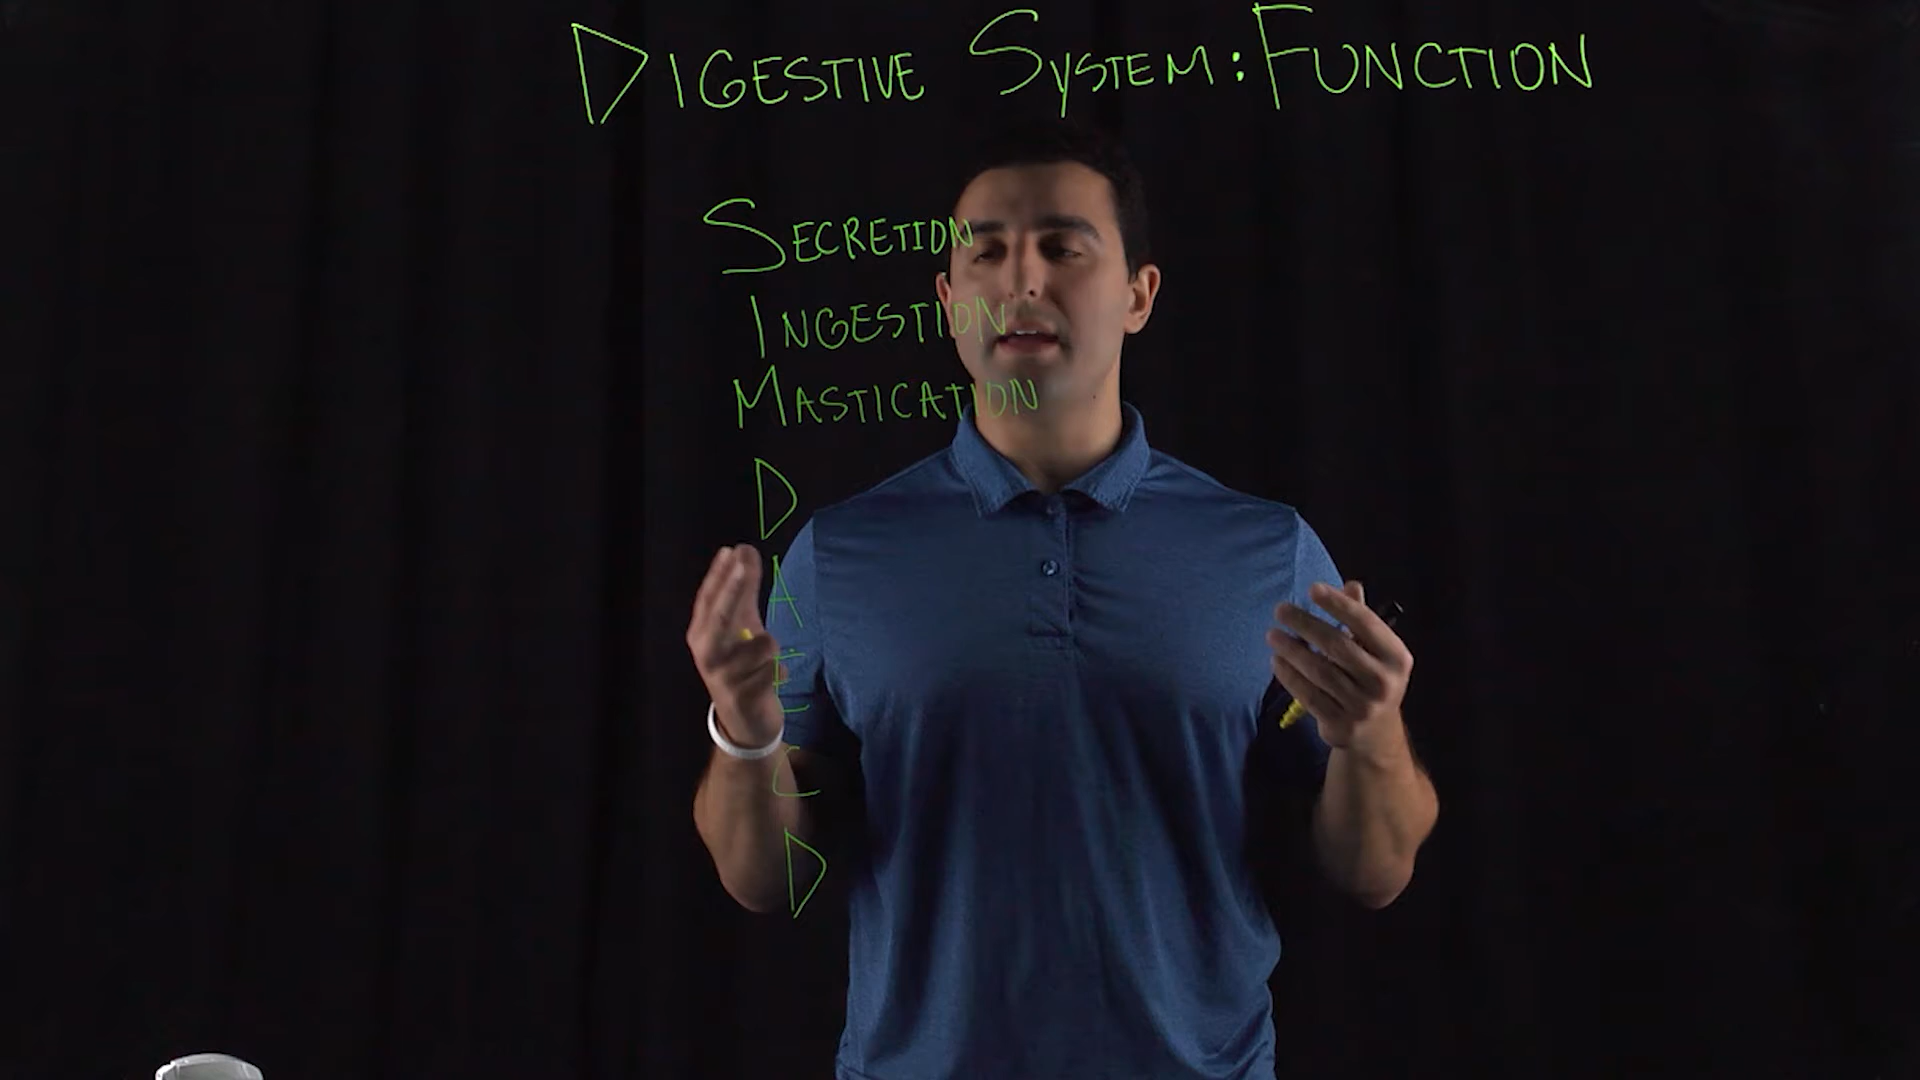 DIGESTIVE SYSTEM: FUNCTION
SECRETION
INGESTION
MASTICATION
D
A
E
C
D